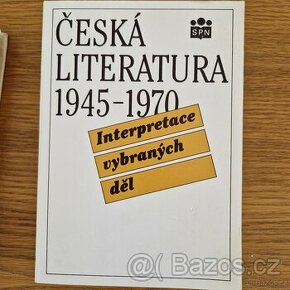 ČESKÁ
SPN
LITERATURA
1945-1970
Interpretace
vybraných
děl
@bazos.cz